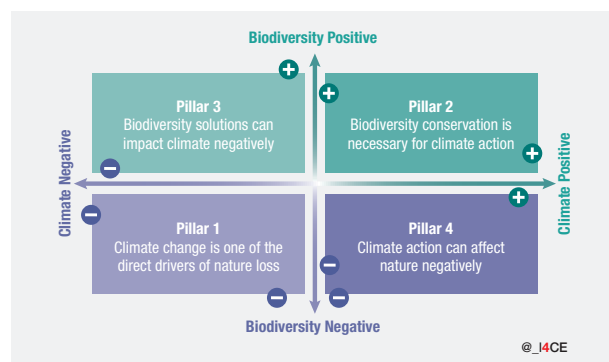 Biodiversity Positive
Pillar 3
Biodiversity solutions can
impact climate negatively
Pillar 2
Biodiversity conservation is
necessary for climate action
Climate Negative
Climate Positive
Pillar 1
Climate change is one of the
direct drivers of nature loss
Pillar 4
Climate action can affect
nature negatively
Biodiversity Negative
@_I4CE